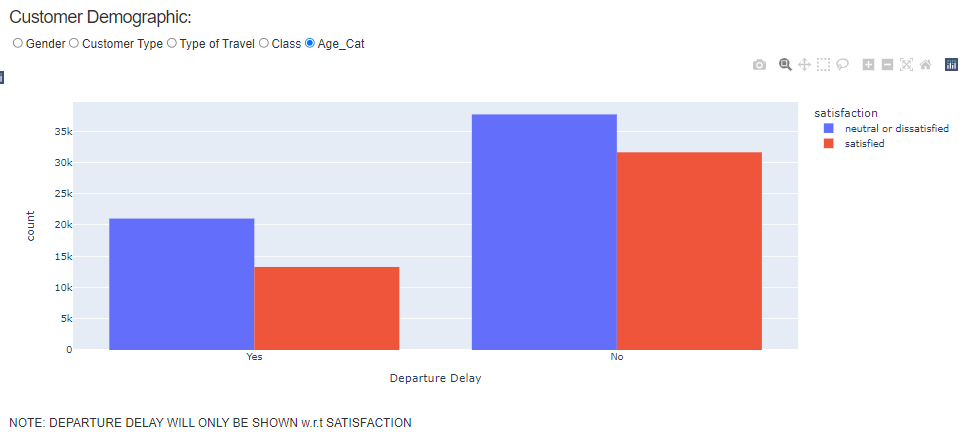 Customer Demographic:
Gender Customer Type Type of Travel Class Age_Cat
satisfaction
neutral or dissatisfied
satisfied
35k
30k
25k
20k
15k
10k
5k
0
count
Yes No
Departure Delay
NOTE: DEPARTURE DELAY WILL ONLY BE SHOWN w.r.t SATISFACTION